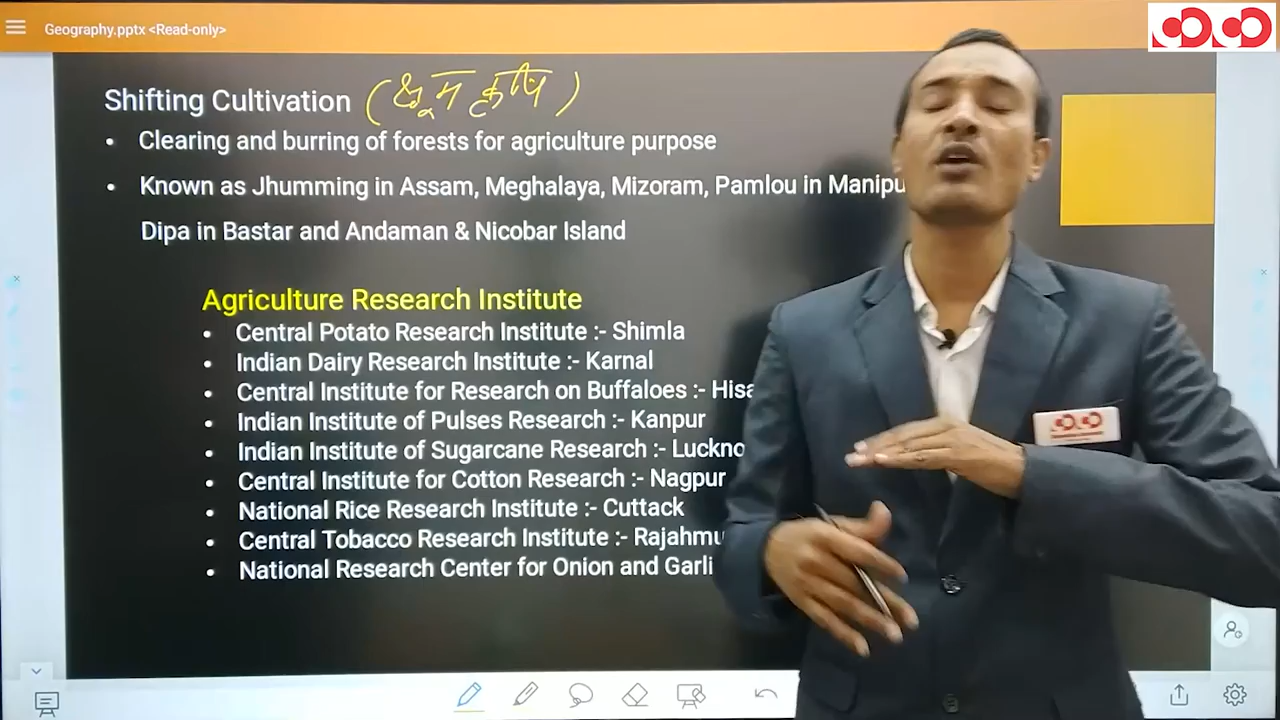 Geography.pptx <Read-only>
Shifting Cultivation (झूम कृषि)
• Clearing and burring of forests for agriculture purpose
• Known as Jhumming in Assam, Meghalaya, Mizoram, Pamlou in Manipu
Dipa in Bastar and Andaman & Nicobar Island
Agriculture Research Institute
• Central Potato Research Institute :- Shimla
• Indian Dairy Research Institute :- Karnal
• Central Institute for Research on Buffaloes :- Hisa
• Indian Institute of Pulses Research :- Kanpur
• Indian Institute of Sugarcane Research :- Luckno
• Central Institute for Cotton Research :- Nagpur
• National Rice Research Institute :- Cuttack
• Central Tobacco Research Institute :- Rajahmu
• National Research Center for Onion and Garli